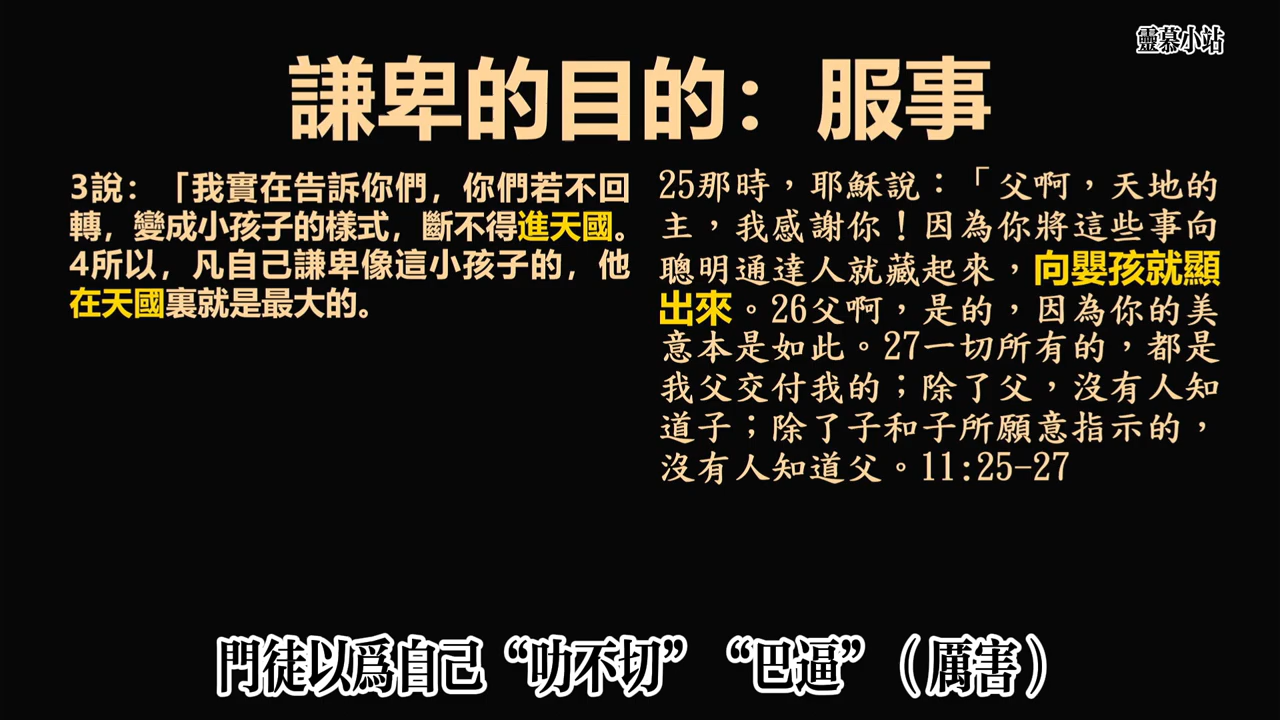 靈慕小站
謙卑的目的：服事
3說：「我實在告訴你們，你們若不回
轉，變成小孩子的樣式，斷不得進天國。
4所以，凡自己謙卑像這小孩子的，他
在天國裏就是最大的。
25那時，耶穌說：「父啊，天地的
主，我感謝你！因為你將這些事向
聰明通達人就藏起來，向嬰孩就顯
出來。26父啊，是的，因為你的美
意本是如此。27一切所有的，都是
我父交付我的；除了父，沒有人知
道子；除了子和子所願意指示的，
沒有人知道父。11:25-27
門徒以爲自己“叻不切”“巴逼”（厲害）